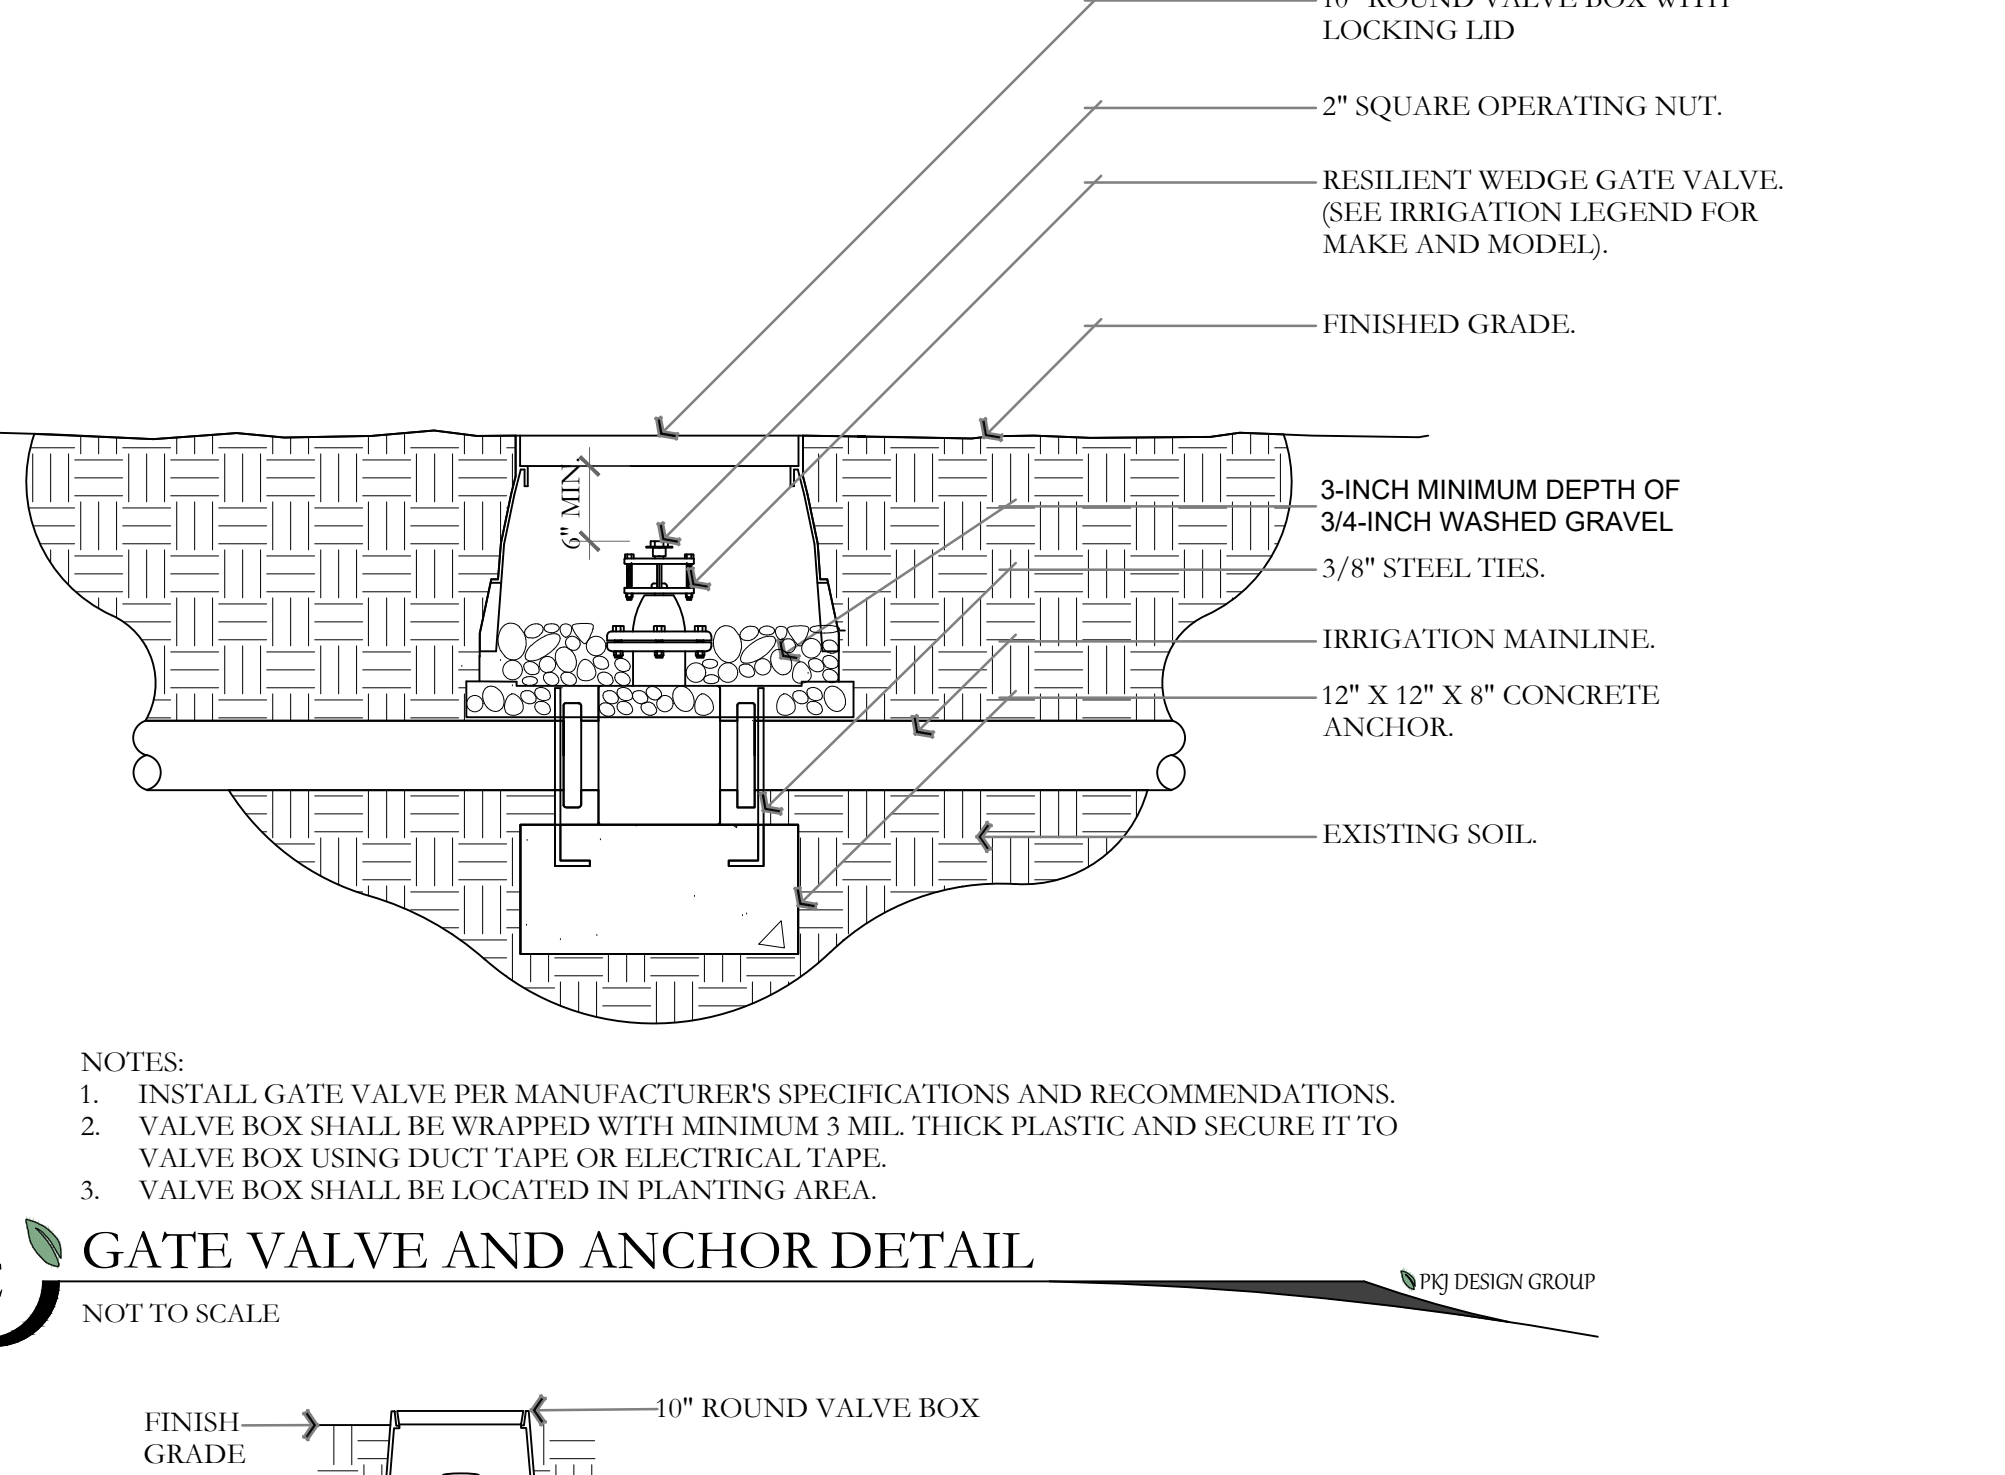 10" ROUND VALVE BOX WITH
LOCKING LID
2" SQUARE OPERATING NUT.
RESILIENT WEDGE GATE VALVE.
(SEE IRRIGATION LEGEND FOR
MAKE AND MODEL).
FINISHED GRADE.
6" MIN.
3-INCH MINIMUM DEPTH OF
3/4-INCH WASHED GRAVEL
3/8" STEEL TIES.
IRRIGATION MAINLINE.
12" X 12" X 8" CONCRETE
ANCHOR.
EXISTING SOIL.
NOTES:
1. INSTALL GATE VALVE PER MANUFACTURER'S SPECIFICATIONS AND RECOMMENDATIONS.
2. VALVE BOX SHALL BE WRAPPED WITH MINIMUM 3 MIL. THICK PLASTIC AND SECURE IT TO
VALVE BOX USING DUCT TAPE OR ELECTRICAL TAPE.
3. VALVE BOX SHALL BE LOCATED IN PLANTING AREA.
GATE VALVE AND ANCHOR DETAIL
PKJ DESIGN GROUP
NOT TO SCALE
FINISH
GRADE
10" ROUND VALVE BOX